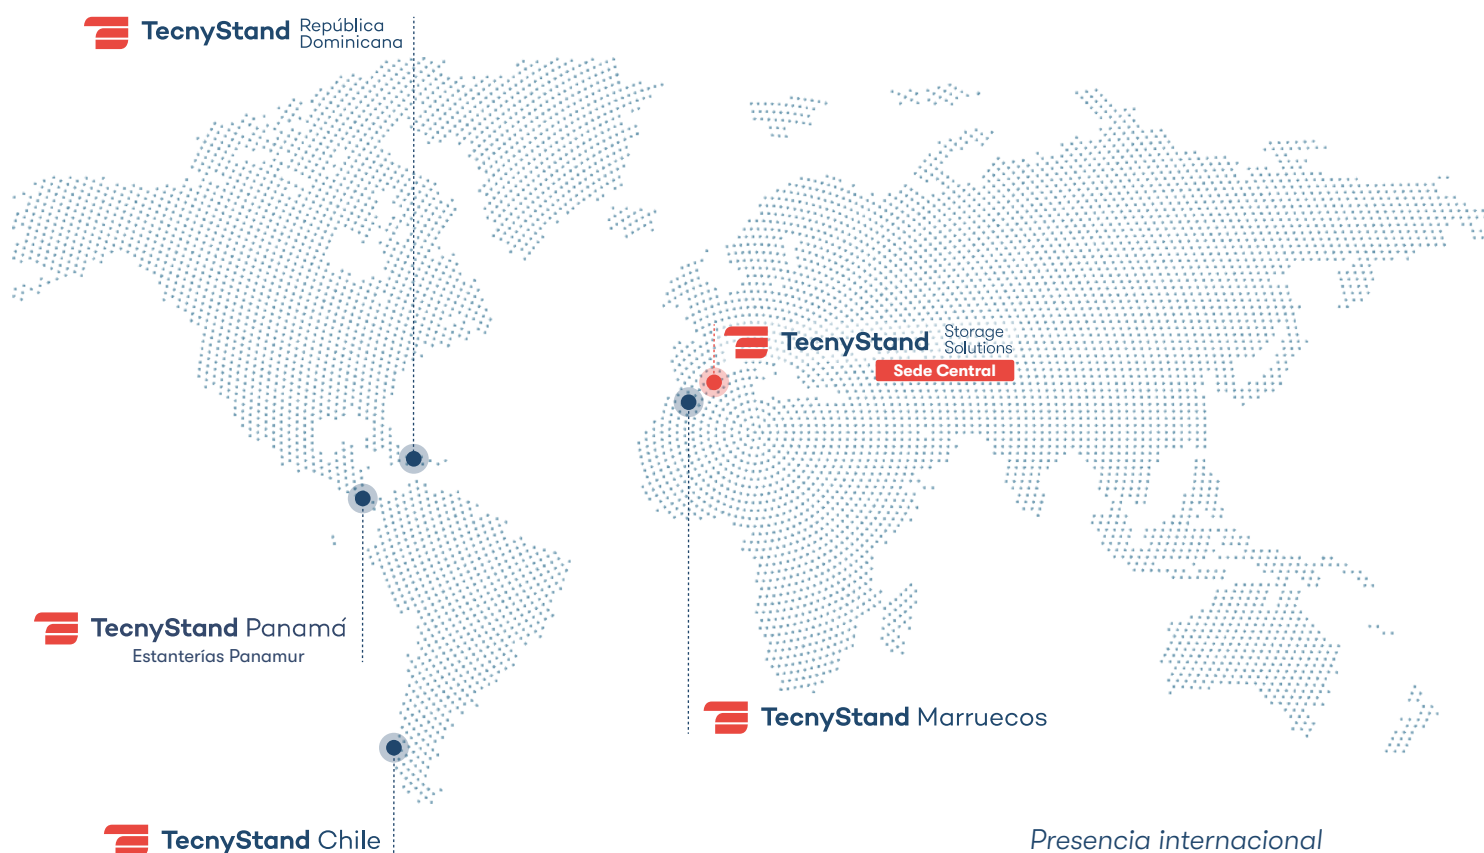 TecnyStand República
Dominicana
TecnyStand Storage
Solutions
Sede Central
TecnyStand Panamá
Estanterías Panamur
TecnyStand Marruecos
TecnyStand Chile
Presencia internacional